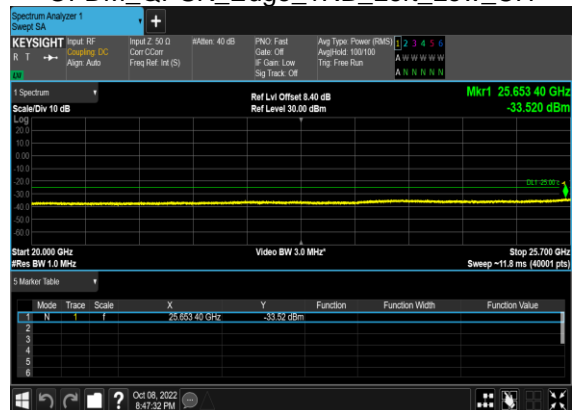 Spectrum Analyzer 1
Swept SA
KEYSIGHT
R T
Input: RF
Coupling: DC
Align: Auto
Input Z: 50 Ω
Corr CCorr
Freq Ref: Int (S)
#Atten: 40 dB
PNO: Fast
Gate: Off
IF Gain: Low
Sig Track: Off
Avg Type: Power (RMS)
Avg|Hold: 100/100
Trig: Free Run
1 2 3 4 5 6
A W W W W W
A N N N N N
LW
1 Spectrum
Scale/Div 10 dB
Ref Lvl Offset 8.40 dB
Ref Level 30.00 dBm
Mkr1 25.653 40 GHz
-33.520 dBm
Log
20.0
10.0
0.00
-10.0
-20.0
-30.0
-40.0
-50.0
-60.0
Start 20.000 GHz
#Res BW 1.0 MHz
Video BW 3.0 MHz*
Stop 25.700 GHz
Sweep ~11.8 ms (40001 pts)
5 Marker Table
Mode Trace Scale X Y Function Function Width Function Value
1 N 1 f 25.653 40 GHz -33.52 dBm
2
3
4
5
6
Oct 08, 2022
8:47:32 PM